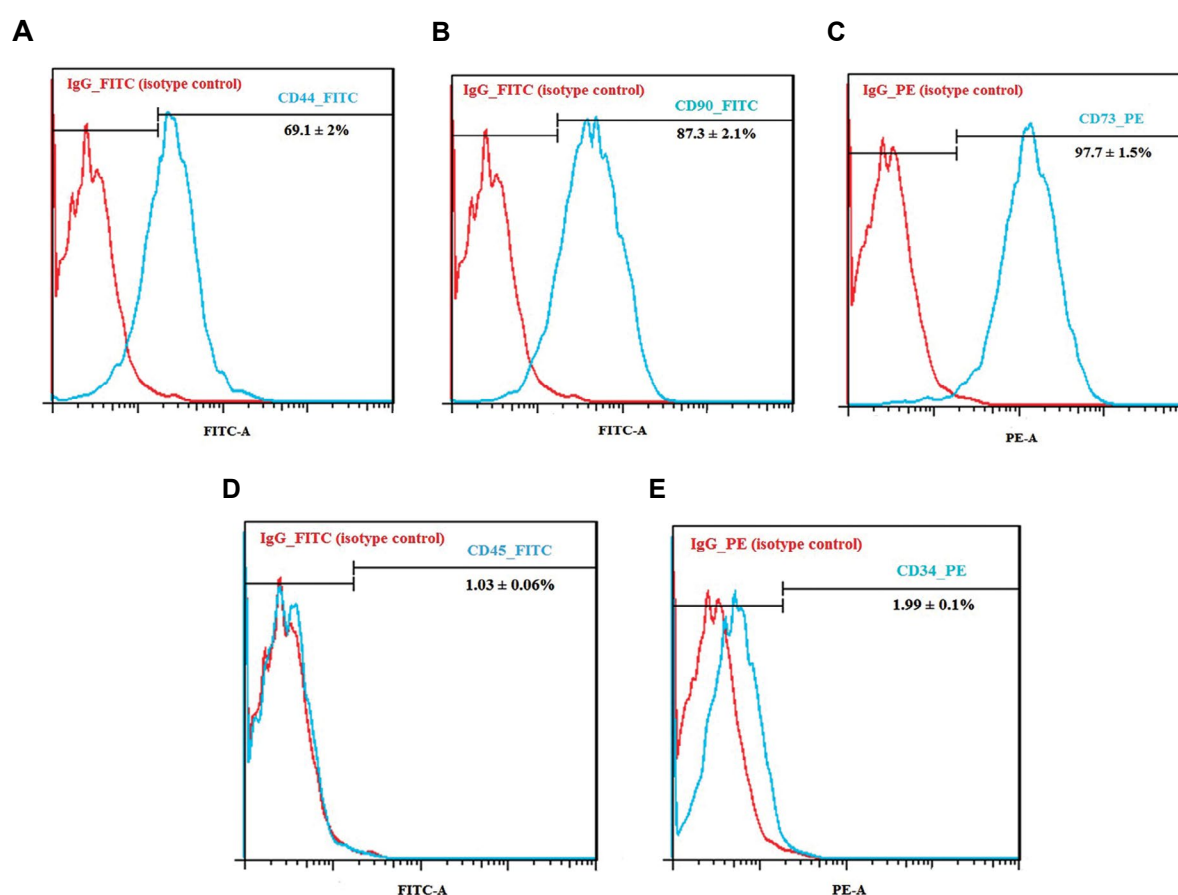 A
B
C
IgG_FITC (isotype control)
CD44_FITC
69.1 ± 2%
FITC-A
IgG_FITC (isotype control)
CD90_FITC
87.3 ± 2.1%
FITC-A
IgG_PE (isotype control)
CD73_PE
97.7 ± 1.5%
PE-A
D
E
IgG_FITC (isotype control)
CD45_FITC
1.03 ± 0.06%
FITC-A
IgG_PE (isotype control)
CD34_PE
1.99 ± 0.1%
PE-A